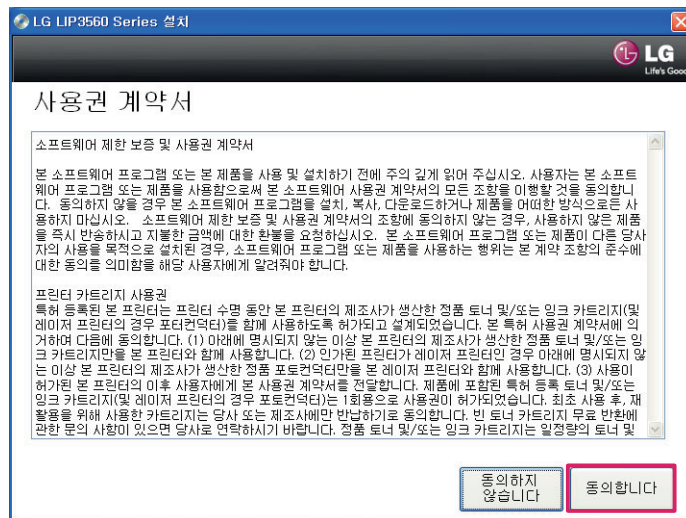 LG LIP3560 Series 설치
LG
Life's Good
사용권 계약서
소프트웨어 제한 보증 및 사용권 계약서
본 소프트웨어 프로그램 또는 본 제품을 사용 및 설치하기 전에 주의 깊게 읽어 주십시오. 사용자는 본 소프트
웨어 프로그램 또는 제품을 사용함으로써 본 소프트웨어 사용권 계약서의 모든 조항을 이행할 것을 동의합니
다. 동의하지 않을 경우 본 소프트웨어 프로그램을 설치, 복사, 다운로드하거나 제품을 어떠한 방식으로든 사
용하지 마십시오. 소프트웨어 제한 보증 및 사용권 계약서의 조항에 동의하지 않는 경우, 사용하지 않은 제품
을 즉시 반송하시고 지불한 금액에 대한 환불을 요청하십시오. 본 소프트웨어 프로그램 또는 제품이 다른 당사
자의 사용을 목적으로 설치된 경우, 소프트웨어 프로그램 또는 제품을 사용하는 행위는 본 계약 조항의 준수에
대한 동의를 의미함을 해당 사용자에게 알려줘야 합니다.
프린터 카트리지 사용권
특허 등록된 본 프린터는 프린터 수명 동안 본 프린터의 제조사가 생산한 정품 토너 및/또는 잉크 카트리지(및
레이저 프린터의 경우 포터컨덕터)를 함께 사용하도록 허가되고 설계되었습니다. 본 특허 사용권 계약서에 의
거하여 다음에 동의합니다. (1) 아래에 명시되지 않는 이상 본 프린터의 제조사가 생산한 정품 토너 및/또는 잉
크 카트리지만을 본 프린터와 함께 사용합니다. (2) 인가된 프린터가 레이저 프린터인 경우 아래에 명시되지 않
는 이상 본 프린터의 제조사가 생산한 정품 포토컨덕터만을 본 레이저 프린터와 함께 사용합니다. (3) 사용이
허가된 본 프린터의 이후 사용자에게 본 사용권 계약서를 전달합니다. 제품에 포함된 특허 등록 토너 및/또는
잉크 카트리지(및 레이저 프린터의 경우 포토컨덕터)는 1회용으로 사용권이 허가되었습니다. 최초 사용 후, 재
활용을 위해 사용한 카트리지는 당사 또는 제조사에만 반납하기로 동의합니다. 빈 토너 카트리지 무료 반환에
관한 문의 사항이 있으면 당사로 연락하시기 바랍니다. 정품 토너 및/또는 잉크 카트리지는 일정량의 토너 및
동의하지
않습니다
동의합니다